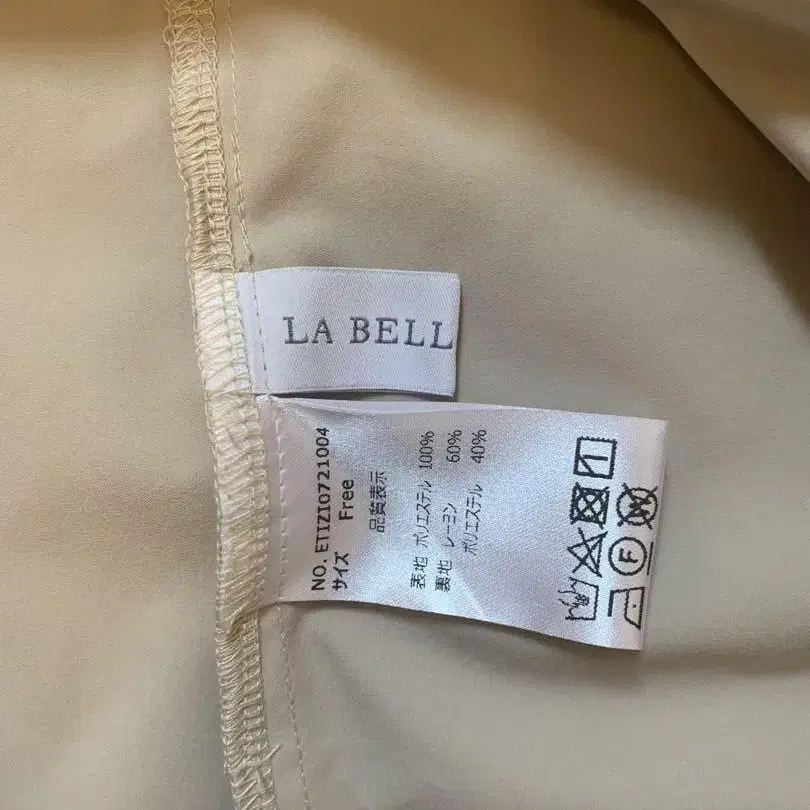 LA BELL
NO. ETIZI0721004
サイズ Free
品質表示
表地 ポリエステル 100%
裏地 レーヨン 60%
ポリエステル 40%
F
W